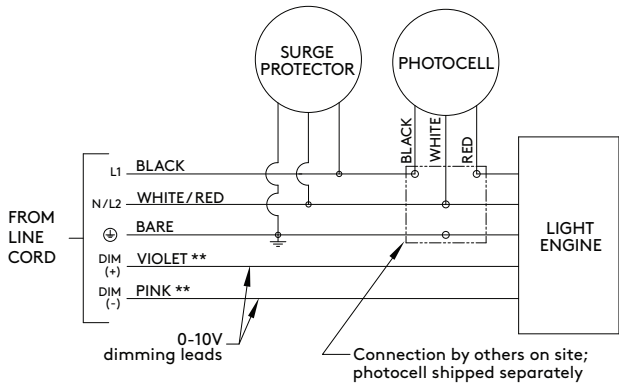 SURGE
PROTECTOR
PHOTOCELL
BLACK
WHITE
RED
FROM
LINE
CORD
L1 BLACK
N/L2 WHITE/RED
BARE
DIM
(+) VIOLET **
DIM
(-) PINK **
LIGHT
ENGINE
0-10V
dimming leads
Connection by others on site;
photocell shipped separately